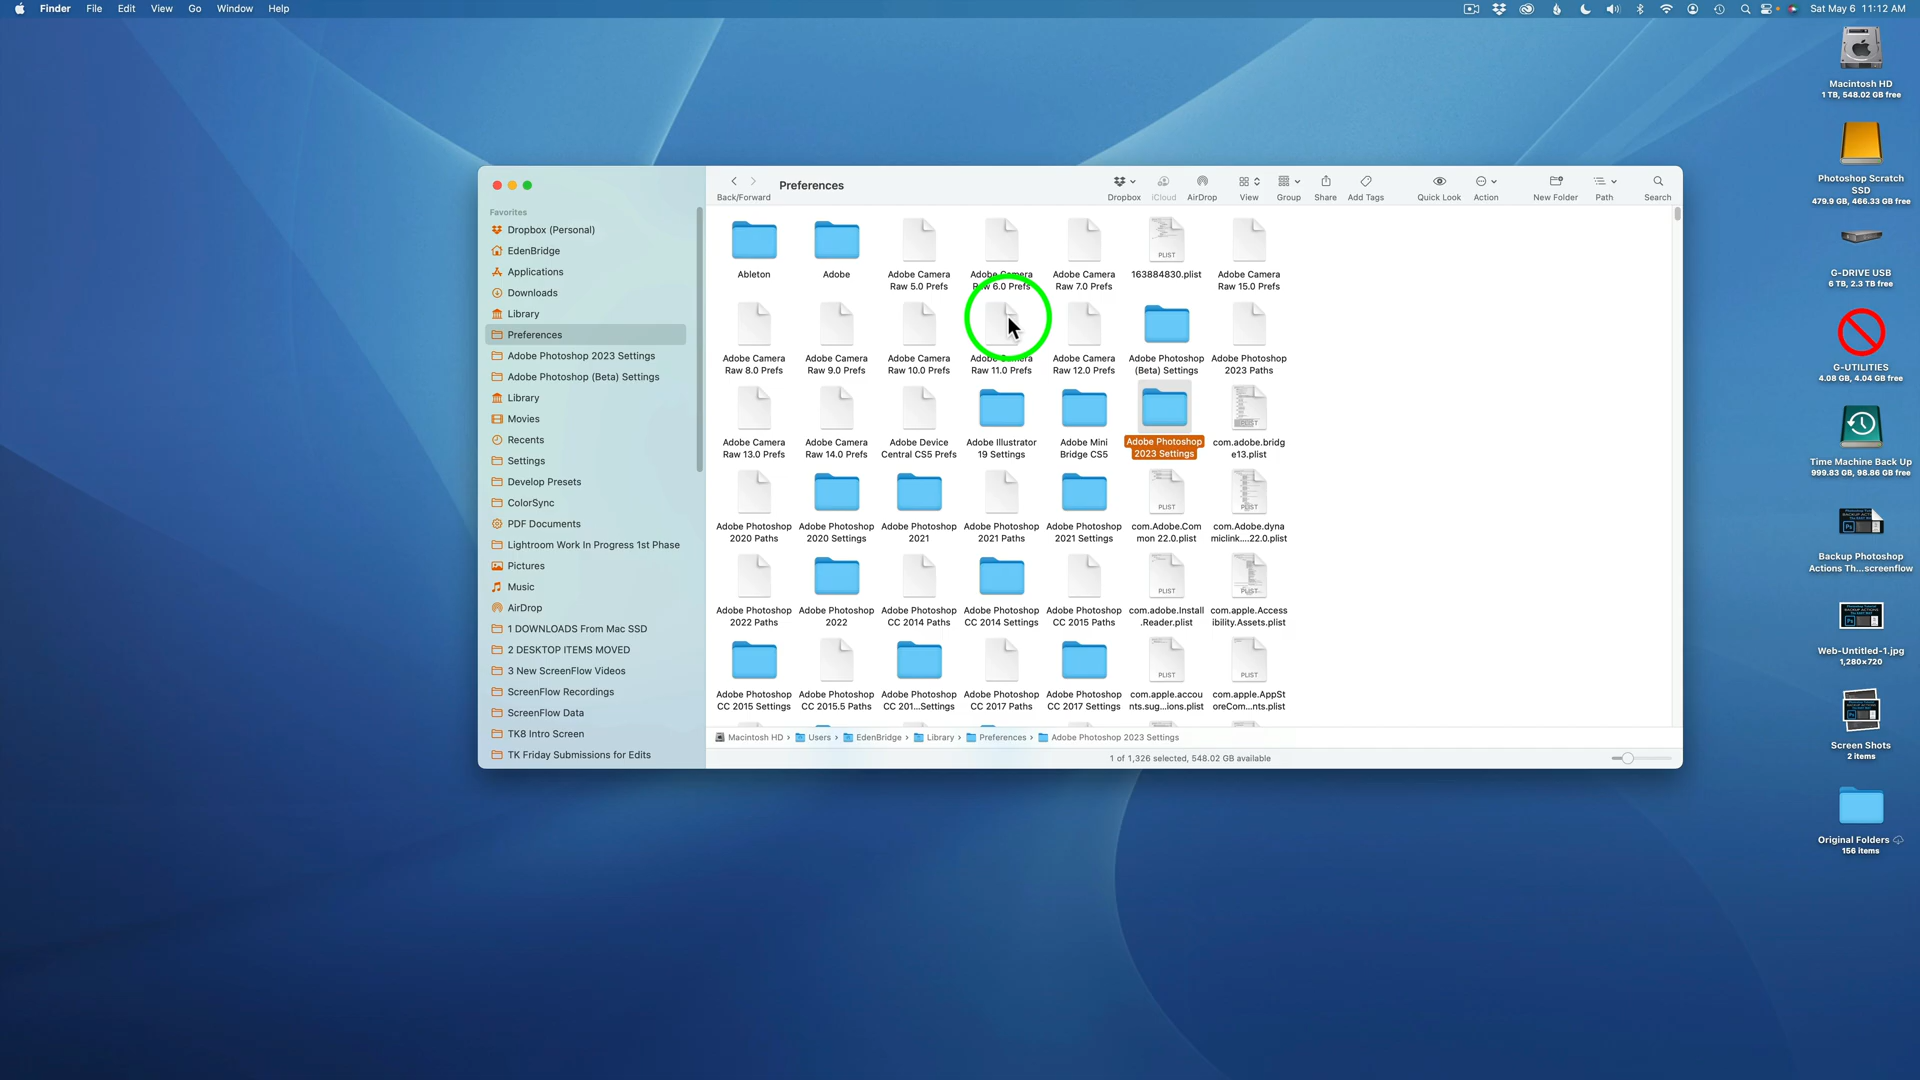 Finder File Edit View Go Window Help
Sat May 6 11:12 AM
Macintosh HD
1 TB, 548.02 GB free
Photoshop Scratch
SSD
479.9 GB, 466.33 GB free
G-DRIVE USB
6 TB, 2.3 TB free
G-UTILITIES
4.08 GB, 4.04 GB free
Time Machine Back Up
999.83 GB, 98.86 GB free
Backup Photoshop
Actions Th...screenflow
Web-Untitled-1.jpg
1,280×720
Screen Shots
2 items
Original Folders
156 items
Favorites
Dropbox (Personal)
EdenBridge
Applications
Downloads
Library
Preferences
Adobe Photoshop 2023 Settings
Adobe Photoshop (Beta) Settings
Library
Movies
Recents
Settings
Develop Presets
ColorSync
PDF Documents
Lightroom Work In Progress 1st Phase
Pictures
Music
AirDrop
1 DOWNLOADS From Mac SSD
2 DESKTOP ITEMS MOVED
3 New ScreenFlow Videos
ScreenFlow Recordings
ScreenFlow Data
TK8 Intro Screen
TK Friday Submissions for Edits
Preferences
Back/Forward Dropbox iCloud AirDrop View Group Share Add Tags Quick Look Action New Folder Path Search
PLIST
Ableton Adobe Adobe Camera Adobe Camera Adobe Camera 163884830.plist Adobe Camera
Raw 5.0 Prefs Raw 6.0 Prefs Raw 7.0 Prefs Raw 15.0 Prefs
Adobe Camera Adobe Camera Adobe Camera Adobe Camera Adobe Camera Adobe Photoshop Adobe Photoshop
Raw 8.0 Prefs Raw 9.0 Prefs Raw 10.0 Prefs Raw 11.0 Prefs Raw 12.0 Prefs (Beta) Settings 2023 Paths
PLIST
Adobe Camera Adobe Camera Adobe Device Adobe Illustrator Adobe Mini Adobe Photoshop com.adobe.bridg
Raw 13.0 Prefs Raw 14.0 Prefs Central CS5 Prefs 19 Settings Bridge CS5 2023 Settings e13.plist
PLIST PLIST
Adobe Photoshop Adobe Photoshop Adobe Photoshop Adobe Photoshop Adobe Photoshop com.Adobe.Com com.Adobe.dyna
2020 Paths 2020 Settings 2021 2021 Paths 2021 Settings mon 22.0.plist miclink....22.0.plist
PLIST PLIST
Adobe Photoshop Adobe Photoshop Adobe Photoshop Adobe Photoshop Adobe Photoshop com.adobe.Install com.apple.Access
2022 Paths 2022 CC 2014 Paths CC 2014 Settings CC 2015 Paths .Reader.plist ibility.Assets.plist
PLIST PLIST
Adobe Photoshop Adobe Photoshop Adobe Photoshop Adobe Photoshop Adobe Photoshop com.apple.accou com.apple.AppSt
CC 2015 Settings CC 2015.5 Paths CC 201...Settings CC 2017 Paths CC 2017 Settings nts.sug...ions.plist oreCom...nts.plist
Macintosh HD › Users › EdenBridge › Library › Preferences › Adobe Photoshop 2023 Settings
1 of 1,326 selected, 548.02 GB available